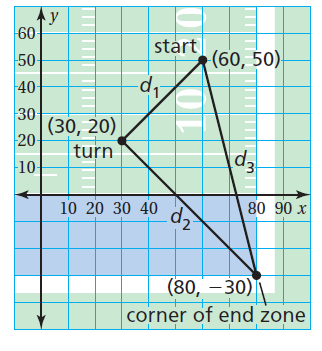 y
60
50
40
30
20
10
start
(60, 50)
d1
(30, 20)
turn
d3
10 20 30 40
80 90 x
d2
(80, −30)
corner of end zone